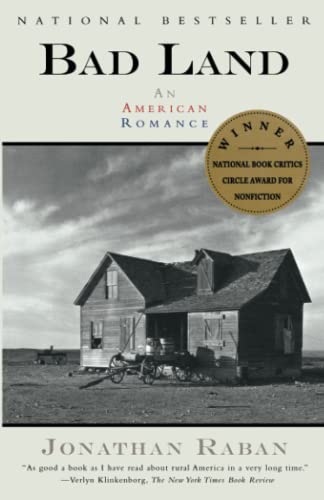 NATIONAL BESTSELLER
BAD LAND
AN
AMERICAN
ROMANCE
WINNER
NATIONAL BOOK CRITICS
CIRCLE AWARD FOR
NONFICTION
JONATHAN RABAN
"As good a book as I have read about rural America in a very long time."
—Verlyn Klinkenborg, The New York Times Book Review